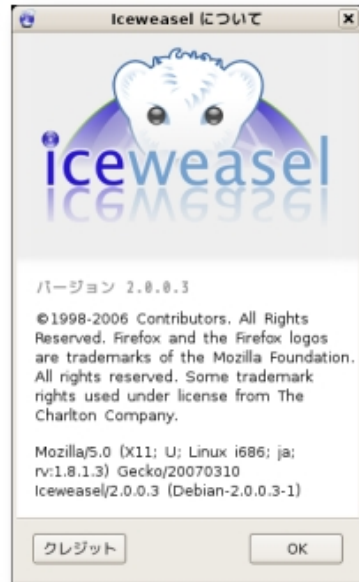 Iceweasel について
iceweasel
バージョン 2.0.0.3
©1998-2006 Contributors. All Rights
Reserved. Firefox and the Firefox logos
are trademarks of the Mozilla Foundation.
All rights reserved. Some trademark
rights used under license from The
Charlton Company.
Mozilla/5.0 (X11; U; Linux i686; ja;
rv:1.8.1.3) Gecko/20070310
Iceweasel/2.0.0.3 (Debian-2.0.0.3-1)
クレジット
OK